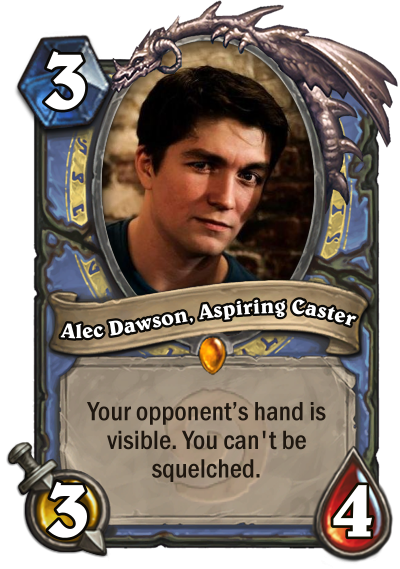 3
Alec Dawson, Aspiring Caster
Your opponent’s hand is
visible. You can't be
squelched.
3
4